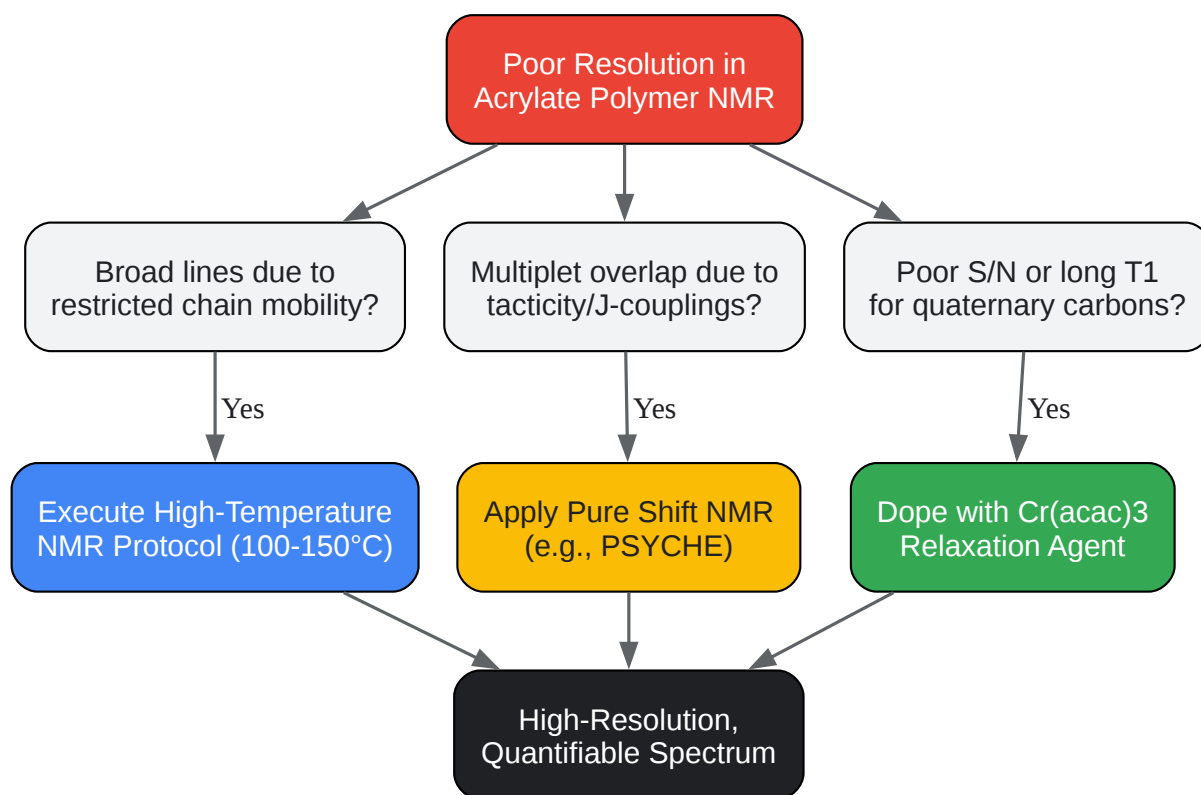 Poor Resolution in
Acrylate Polymer NMR
Broad lines due to
restricted chain mobility?
Multiplet overlap due to
tacticity/J-couplings?
Poor S/N or long T1
for quaternary carbons?
Yes
Yes
Yes
Execute High-Temperature
NMR Protocol (100-150°C)
Apply Pure Shift NMR
(e.g., PSYCHE)
Dope with Cr(acac)3
Relaxation Agent
High-Resolution,
Quantifiable Spectrum